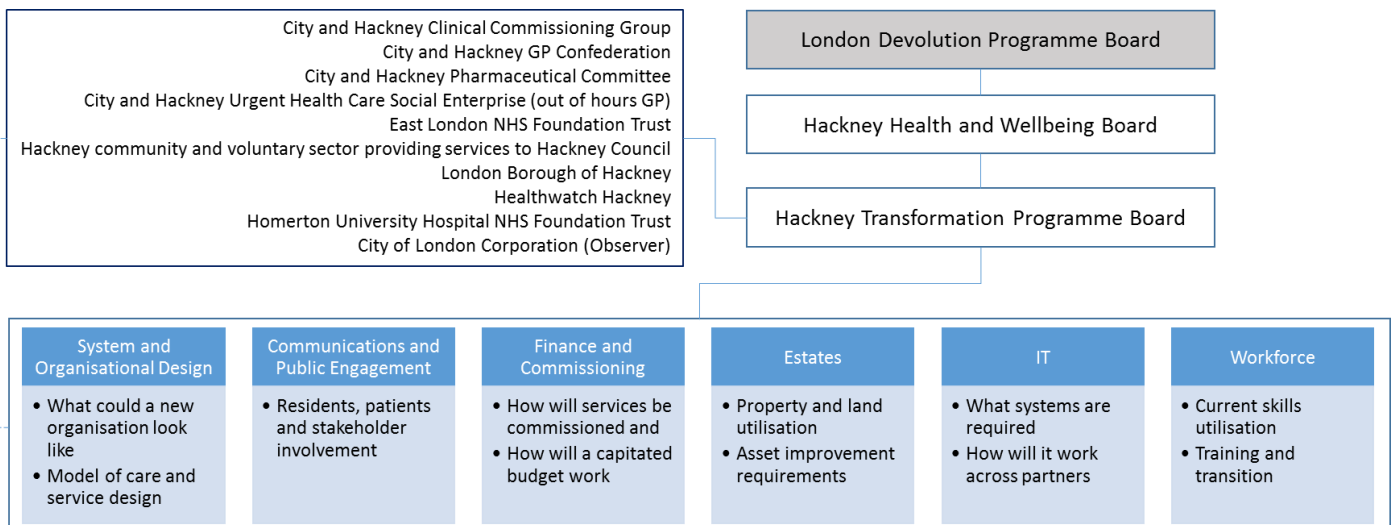 City and Hackney Clinical Commissioning Group
City and Hackney GP Confederation
City and Hackney Pharmaceutical Committee
City and Hackney Urgent Health Care Social Enterprise (out of hours GP)
East London NHS Foundation Trust
Hackney community and voluntary sector providing services to Hackney Council
London Borough of Hackney
Healthwatch Hackney
Homerton University Hospital NHS Foundation Trust
City of London Corporation (Observer)
London Devolution Programme Board
Hackney Health and Wellbeing Board
Hackney Transformation Programme Board
System and
Organisational Design
• What could a new
organisation look
like
• Model of care and
service design
Communications and
Public Engagement
• Residents, patients
and stakeholder
involvement
Finance and
Commissioning
• How will services be
commissioned and
• How will a capitated
budget work
Estates
• Property and land
utilisation
• Asset improvement
requirements
IT
• What systems are
required
• How will it work
across partners
Workforce
• Current skills
utilisation
• Training and
transition